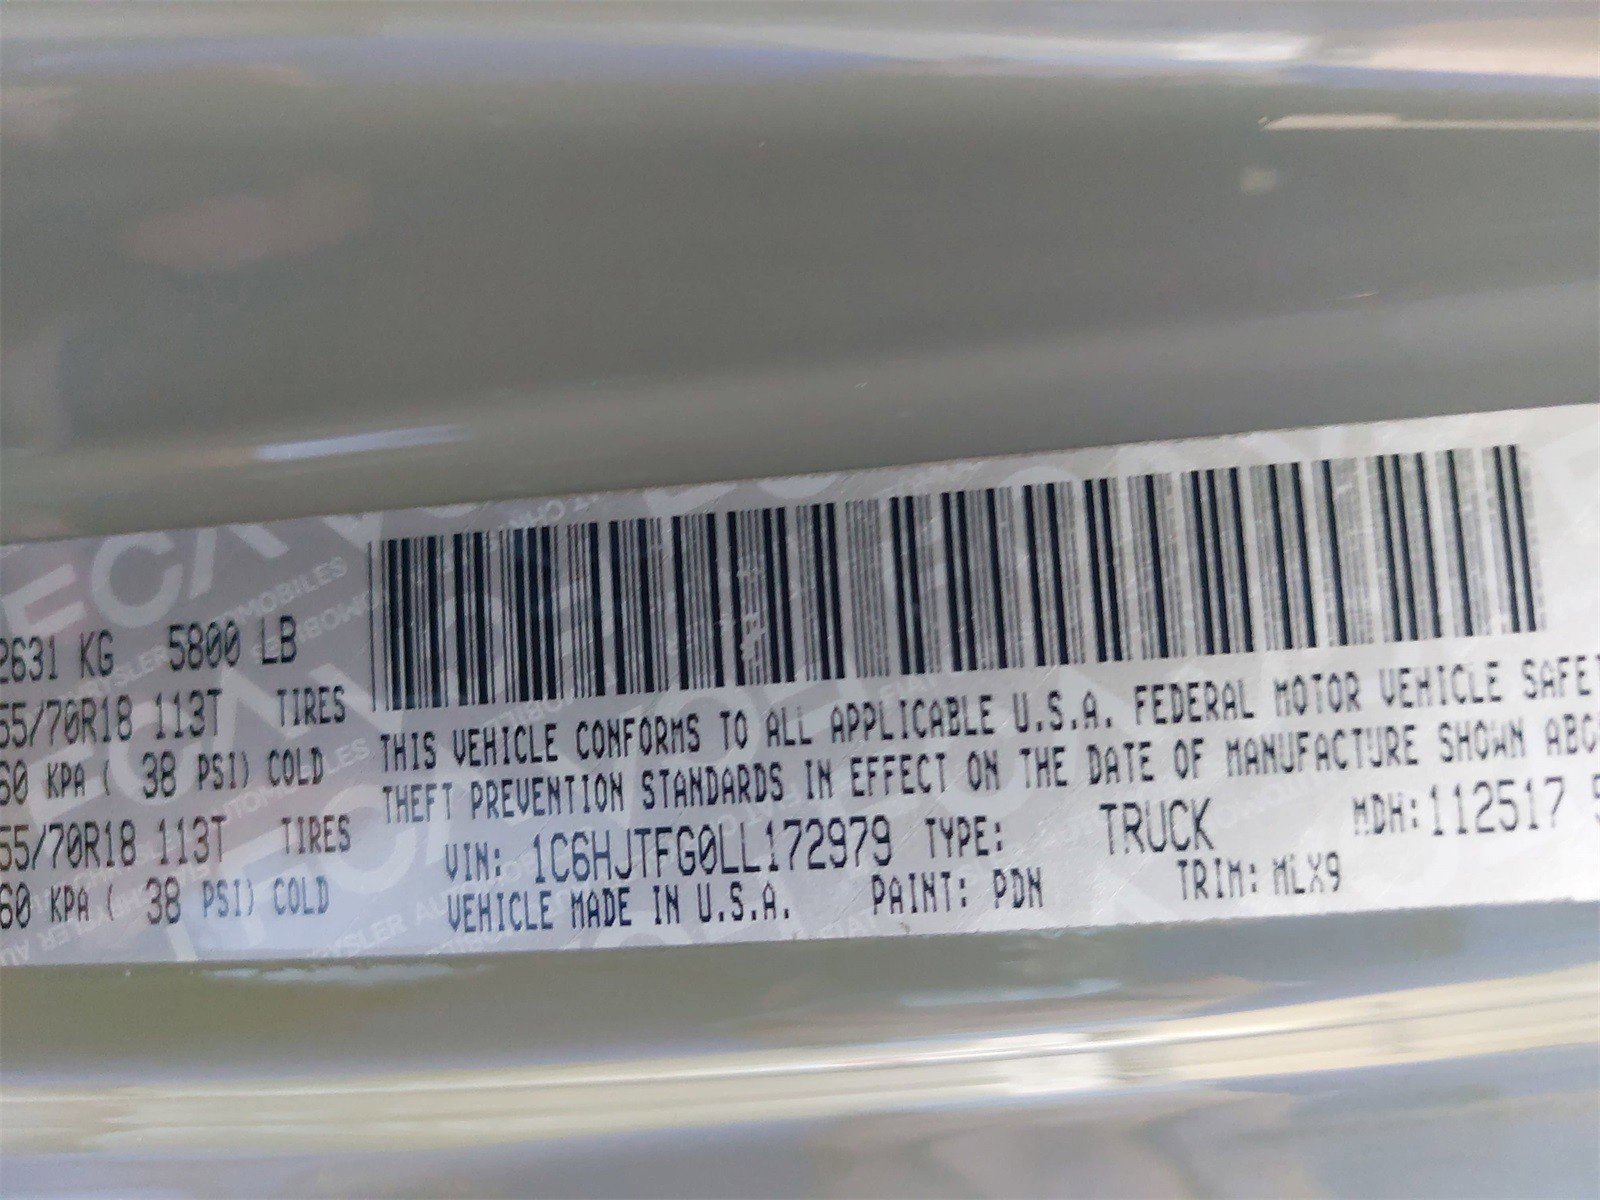 2631 KG 5800 LB
55/70R18 113T TIRES
60 KPA ( 38 PSI) COLD
55/70R18 113T TIRES
60 KPA ( 38 PSI) COLD
THIS VEHICLE CONFORMS TO ALL APPLICABLE U.S.A. FEDERAL MOTOR VEHICLE SAFET
THEFT PREVENTION STANDARDS IN EFFECT ON THE DATE OF MANUFACTURE SHOWN ABO
VIN: 1C6HJTFG0LL172979 TYPE: TRUCK MDH:112517
VEHICLE MADE IN U.S.A. PAINT: PDN TRIM: MLX9